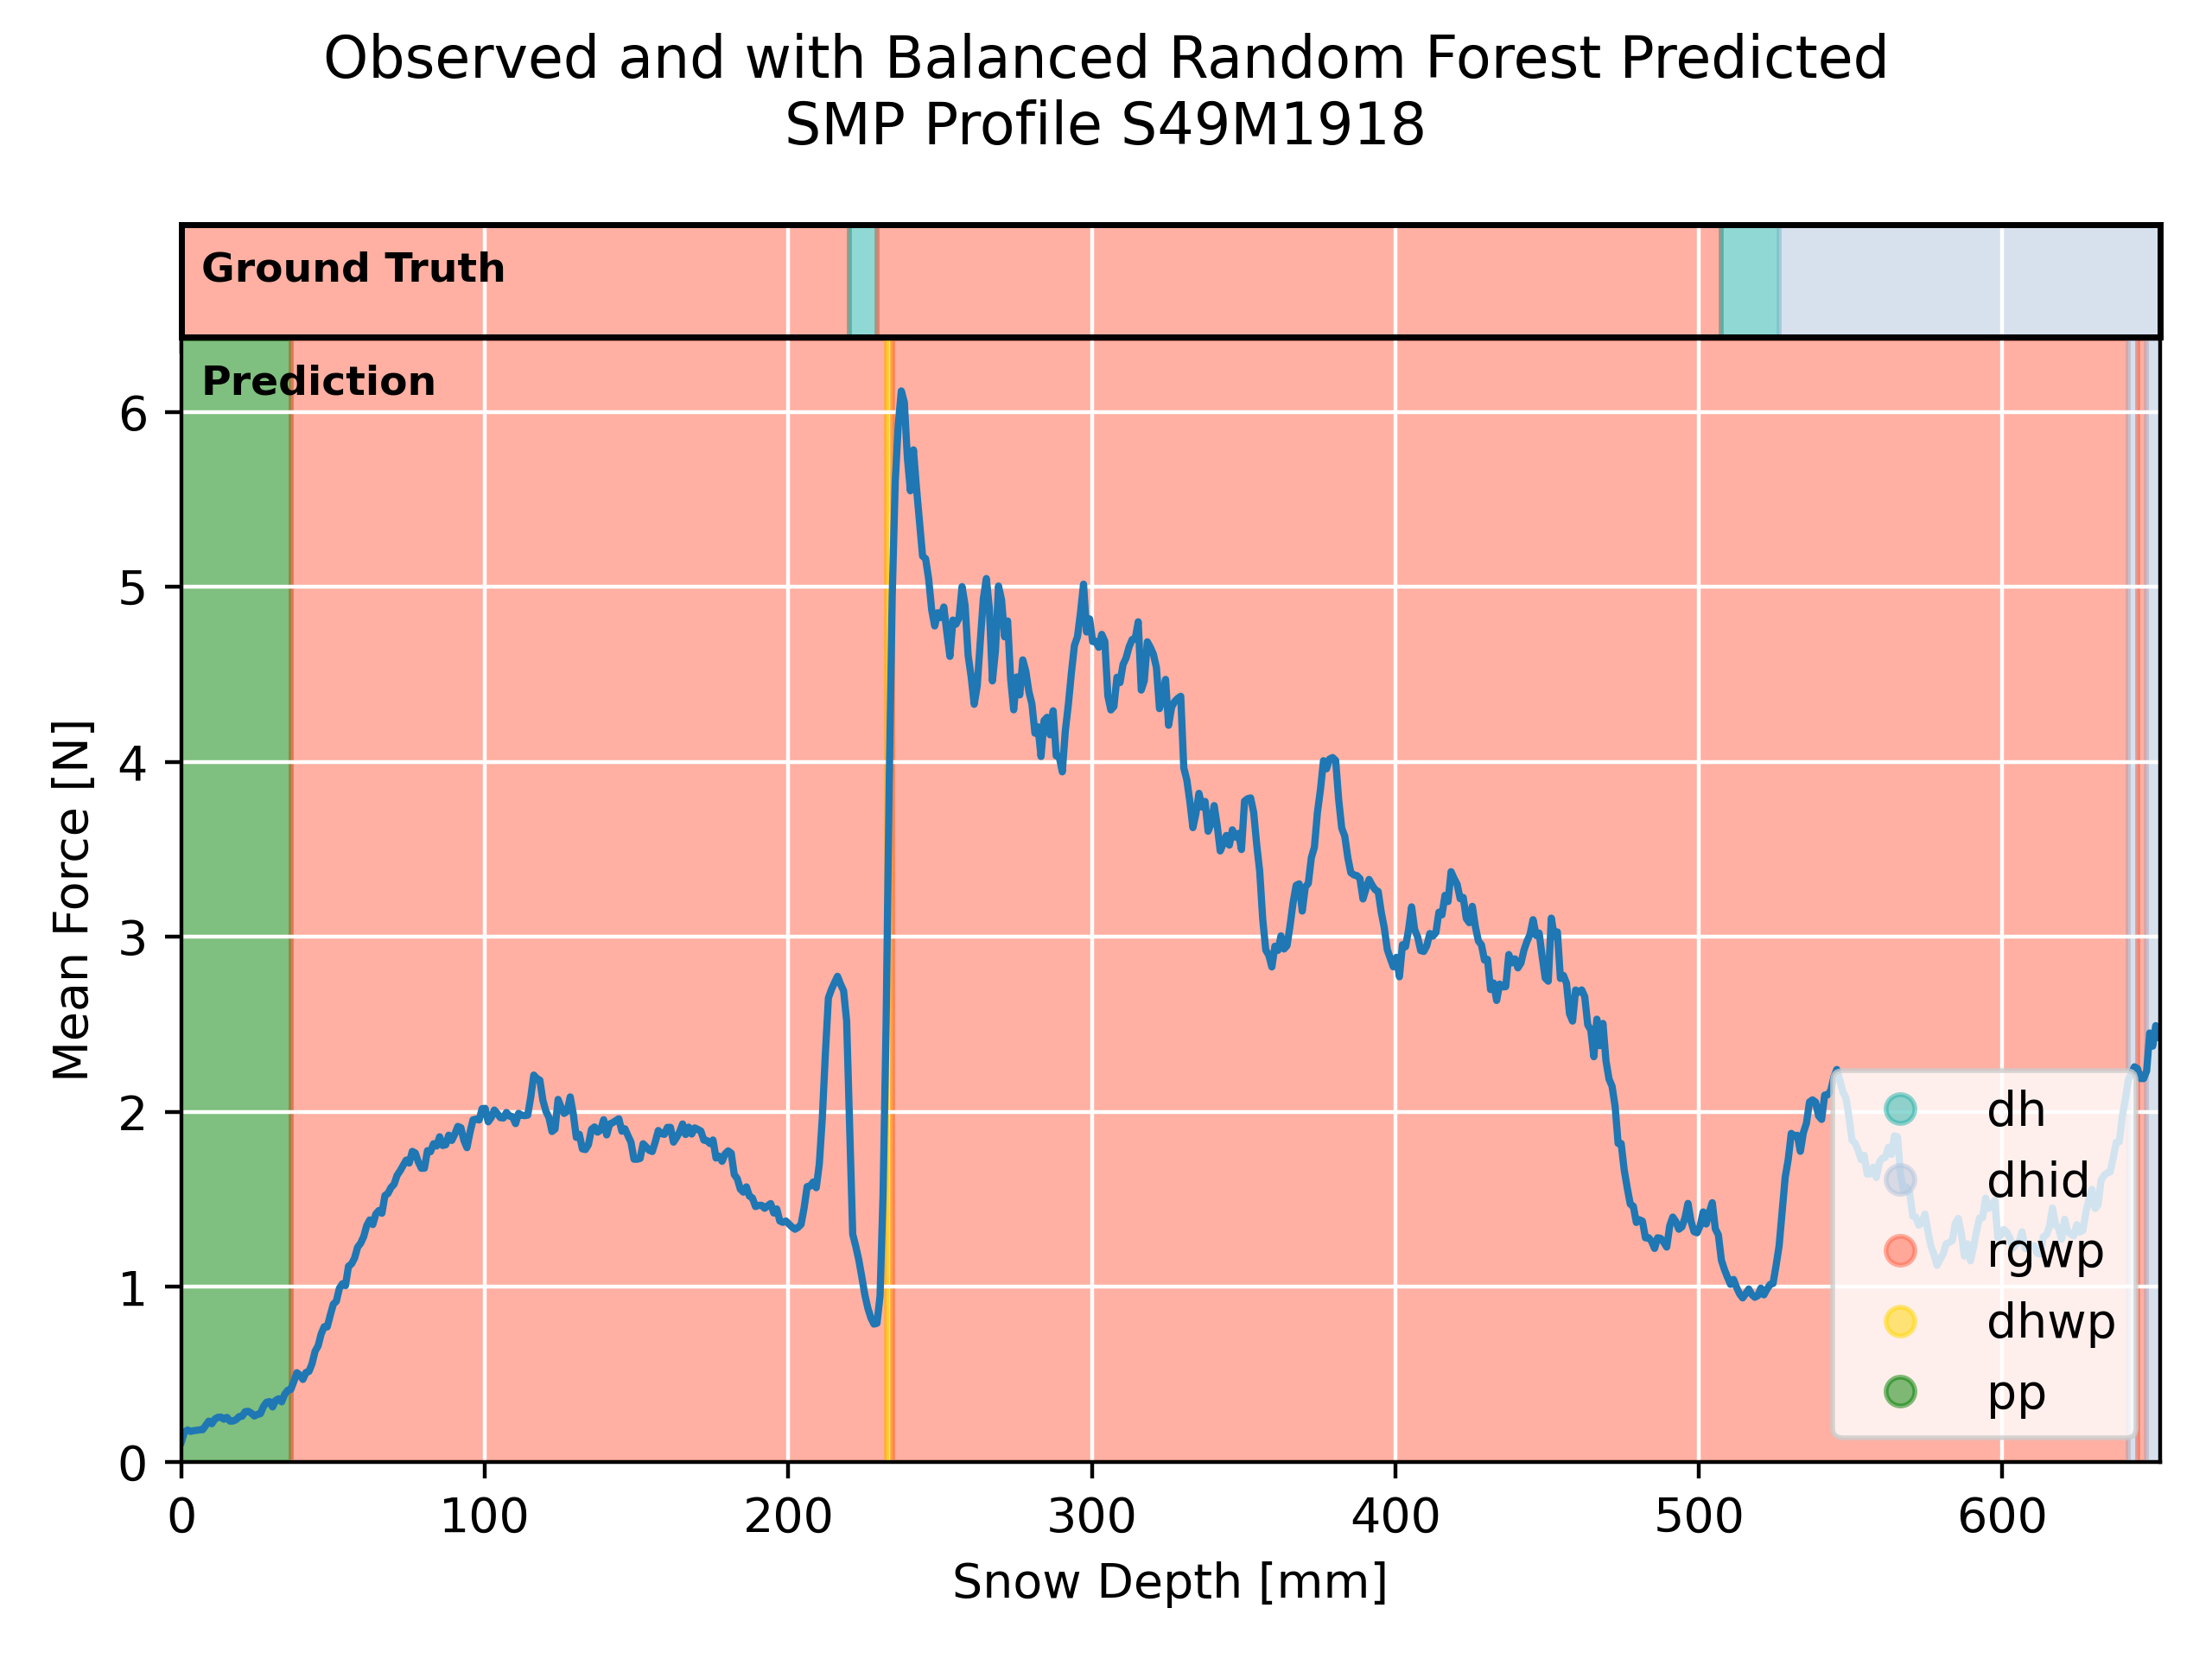 Observed and with Balanced Random Forest Predicted
SMP Profile S49M1918
Ground Truth
Prediction
6
5
4
3
2
1
0
Mean Force [N]
dh
dhid
rgwp
dhwp
pp
0 100 200 300 400 500 600
Snow Depth [mm]